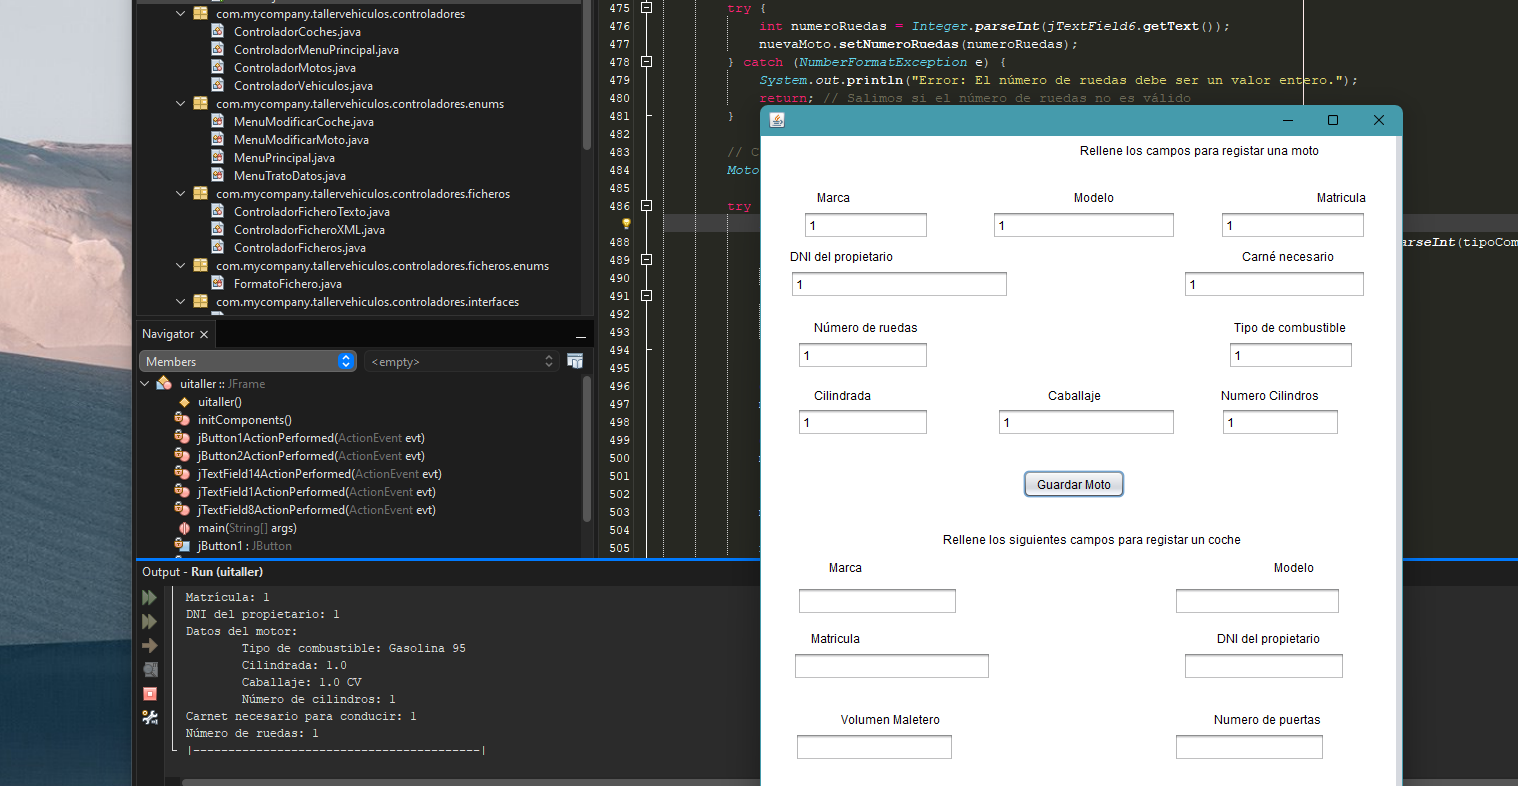 com.mycompany.tallervehiculos.controladores
ControladorCoches.java
ControladorMenuPrincipal.java
ControladorMotos.java
ControladorVehiculos.java
com.mycompany.tallervehiculos.controladores.enums
MenuModificarCoche.java
MenuModificarMoto.java
MenuPrincipal.java
MenuTratoDatos.java
com.mycompany.tallervehiculos.controladores.ficheros
ControladorFicheroTexto.java
ControladorFicheroXML.java
ControladorFicheros.java
com.mycompany.tallervehiculos.controladores.ficheros.enums
FormatoFichero.java
com.mycompany.tallervehiculos.controladores.interfaces
Navigator
Members
<empty>
uitaller :: JFrame
uitaller()
initComponents()
jButton1ActionPerformed(ActionEvent evt)
jButton2ActionPerformed(ActionEvent evt)
jTextField14ActionPerformed(ActionEvent evt)
jTextField1ActionPerformed(ActionEvent evt)
jTextField8ActionPerformed(ActionEvent evt)
main(String[] args)
jButton1 : JButton
475 try {
476 int numeroRuedas = Integer.parseInt(jTextField6.getText());
477 nuevaMoto.setNumeroRuedas(numeroRuedas);
478 } catch (NumberFormatException e) {
479 System.out.println("Error: El número de ruedas debe ser un valor entero.");
480 return; // Salimos si el número de ruedas no es válido
481 }
482
483 // C
484 Moto
485
486 try
488 arseInt(tipoCom
489
490
491
492
493
494
495
496
497
498
499
500
501
502
503
504
505
Output - Run (uitaller)
Matrícula: 1
DNI del propietario: 1
Datos del motor:
Tipo de combustible: Gasolina 95
Cilindrada: 1.0
Caballaje: 1.0 CV
Número de cilindros: 1
Carnet necesario para conducir: 1
Número de ruedas: 1
|-----------------------------------------|
Rellene los campos para registar una moto
Marca Modelo Matricula
1 1 1
DNI del propietario Carné necesario
1 1
Número de ruedas Tipo de combustible
1 1
Cilindrada Caballaje Numero Cilindros
1 1 1
Guardar Moto
Rellene los siguientes campos para registar un coche
Marca Modelo
Matricula DNI del propietario
Volumen Maletero Numero de puertas